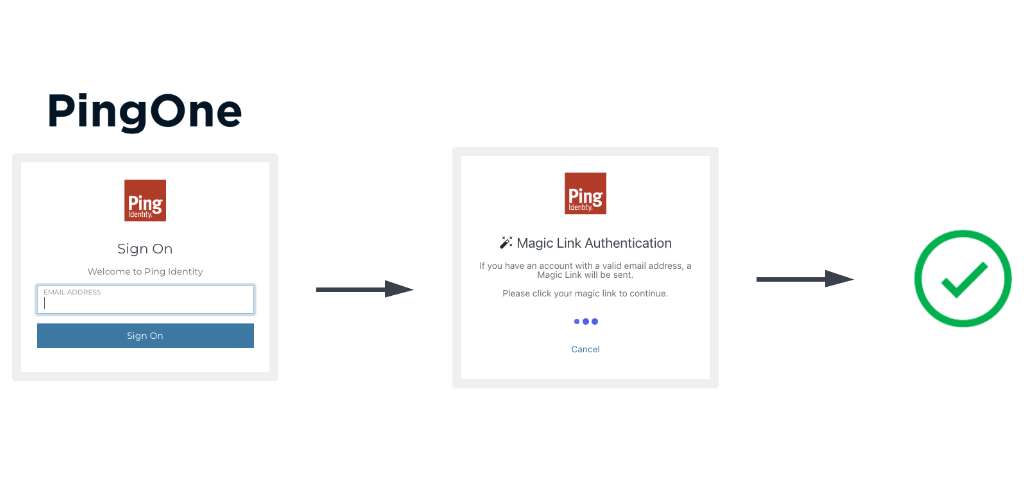 PingOne
Ping
Identity.
Sign On
Welcome to Ping Identity
EMAIL ADDRESS
Sign On
Ping
Identity.
Magic Link Authentication
If you have an account with a valid email address, a
Magic Link will be sent.
Please click your magic link to continue.
Cancel